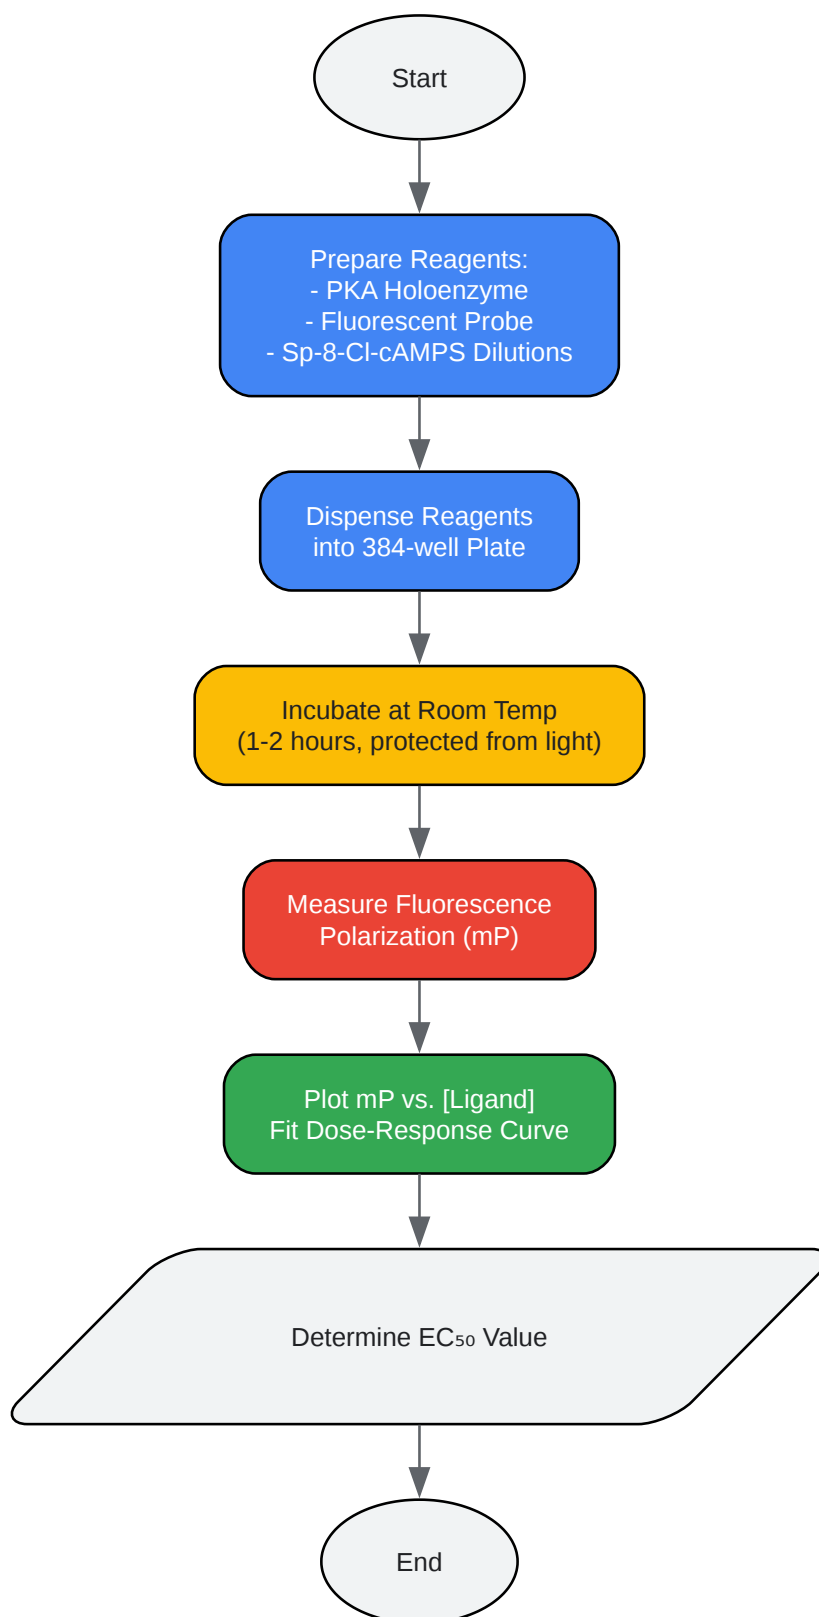 Start
Prepare Reagents:
- PKA Holoenzyme
- Fluorescent Probe
- Sp-8-Cl-cAMPS Dilutions
Dispense Reagents
into 384-well Plate
Incubate at Room Temp
(1-2 hours, protected from light)
Measure Fluorescence
Polarization (mP)
Plot mP vs. [Ligand]
Fit Dose-Response Curve
Determine EC₅₀ Value
End